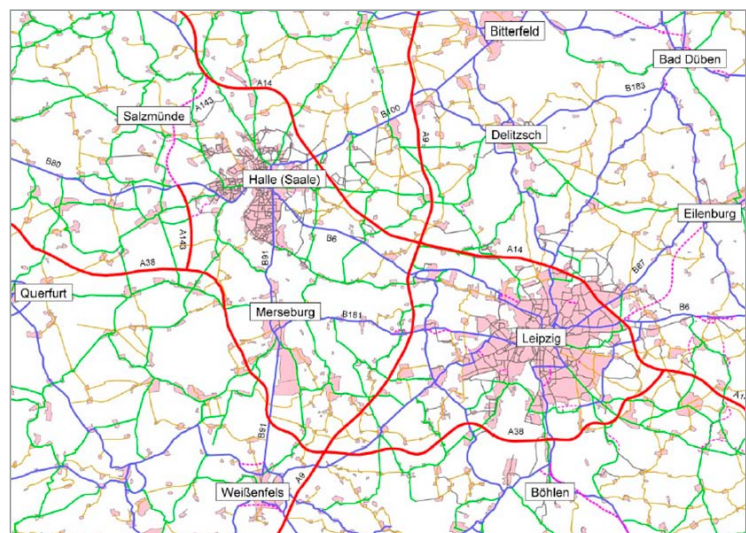 Bitterfeld
Bad Düben
A14
A143
B100
B183
Salzmünde
A9
Delitzsch
B80
Halle (Saale)
Eilenburg
A143
B6
A14
B87
A38
B91
Querfurt
Merseburg
B181
B6
Leipzig
A38
B91
A9
Weißenfels
Böhlen